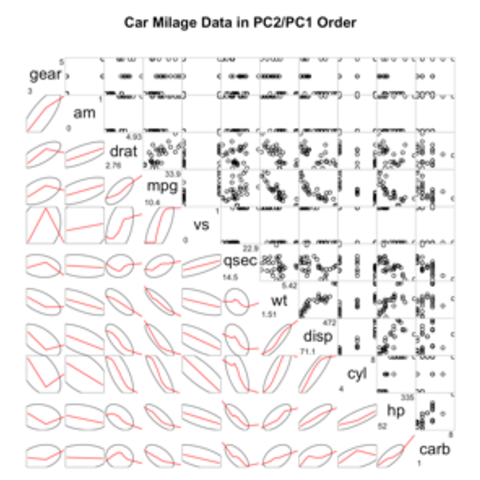 Car Milage Data in PC2/PC1 Order
5
gear
3
1
am
0
4.93
drat
2.76
33.9
mpg
10.4
1
vs
0
22.9
qsec
14.5
5.42
wt
1.51
472
disp
71.1
8
cyl
4
335
hp
52
carb
8
1